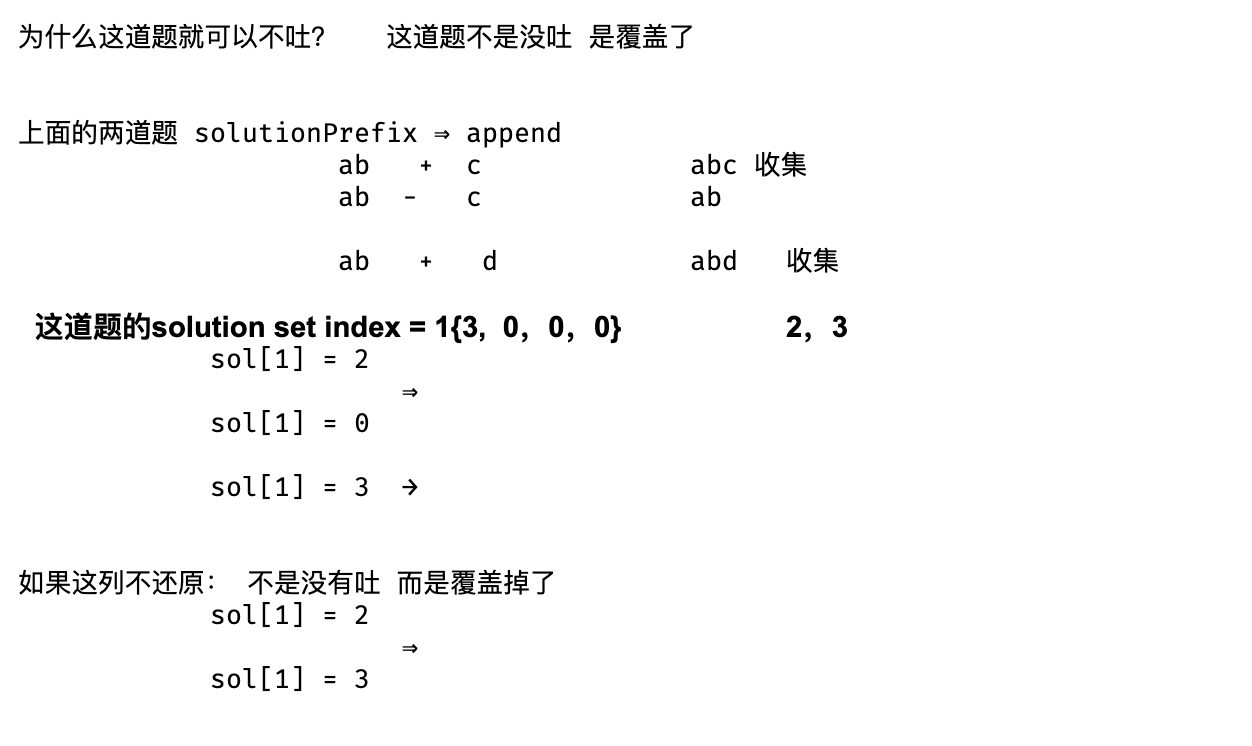 为什么这道题就可以不吐? 这道题不是没吐 是覆盖了
上面的两道题 solutionPrefix ⇒ append
ab + c abc 收集
ab - c ab
ab + d abd 收集
这道题的solution set index = 1{3, 0，0，0} 2，3
sol[1] = 2
⇒
sol[1] = 0
sol[1] = 3 →
如果这列不还原： 不是没有吐 而是覆盖掉了
sol[1] = 2
⇒
sol[1] = 3